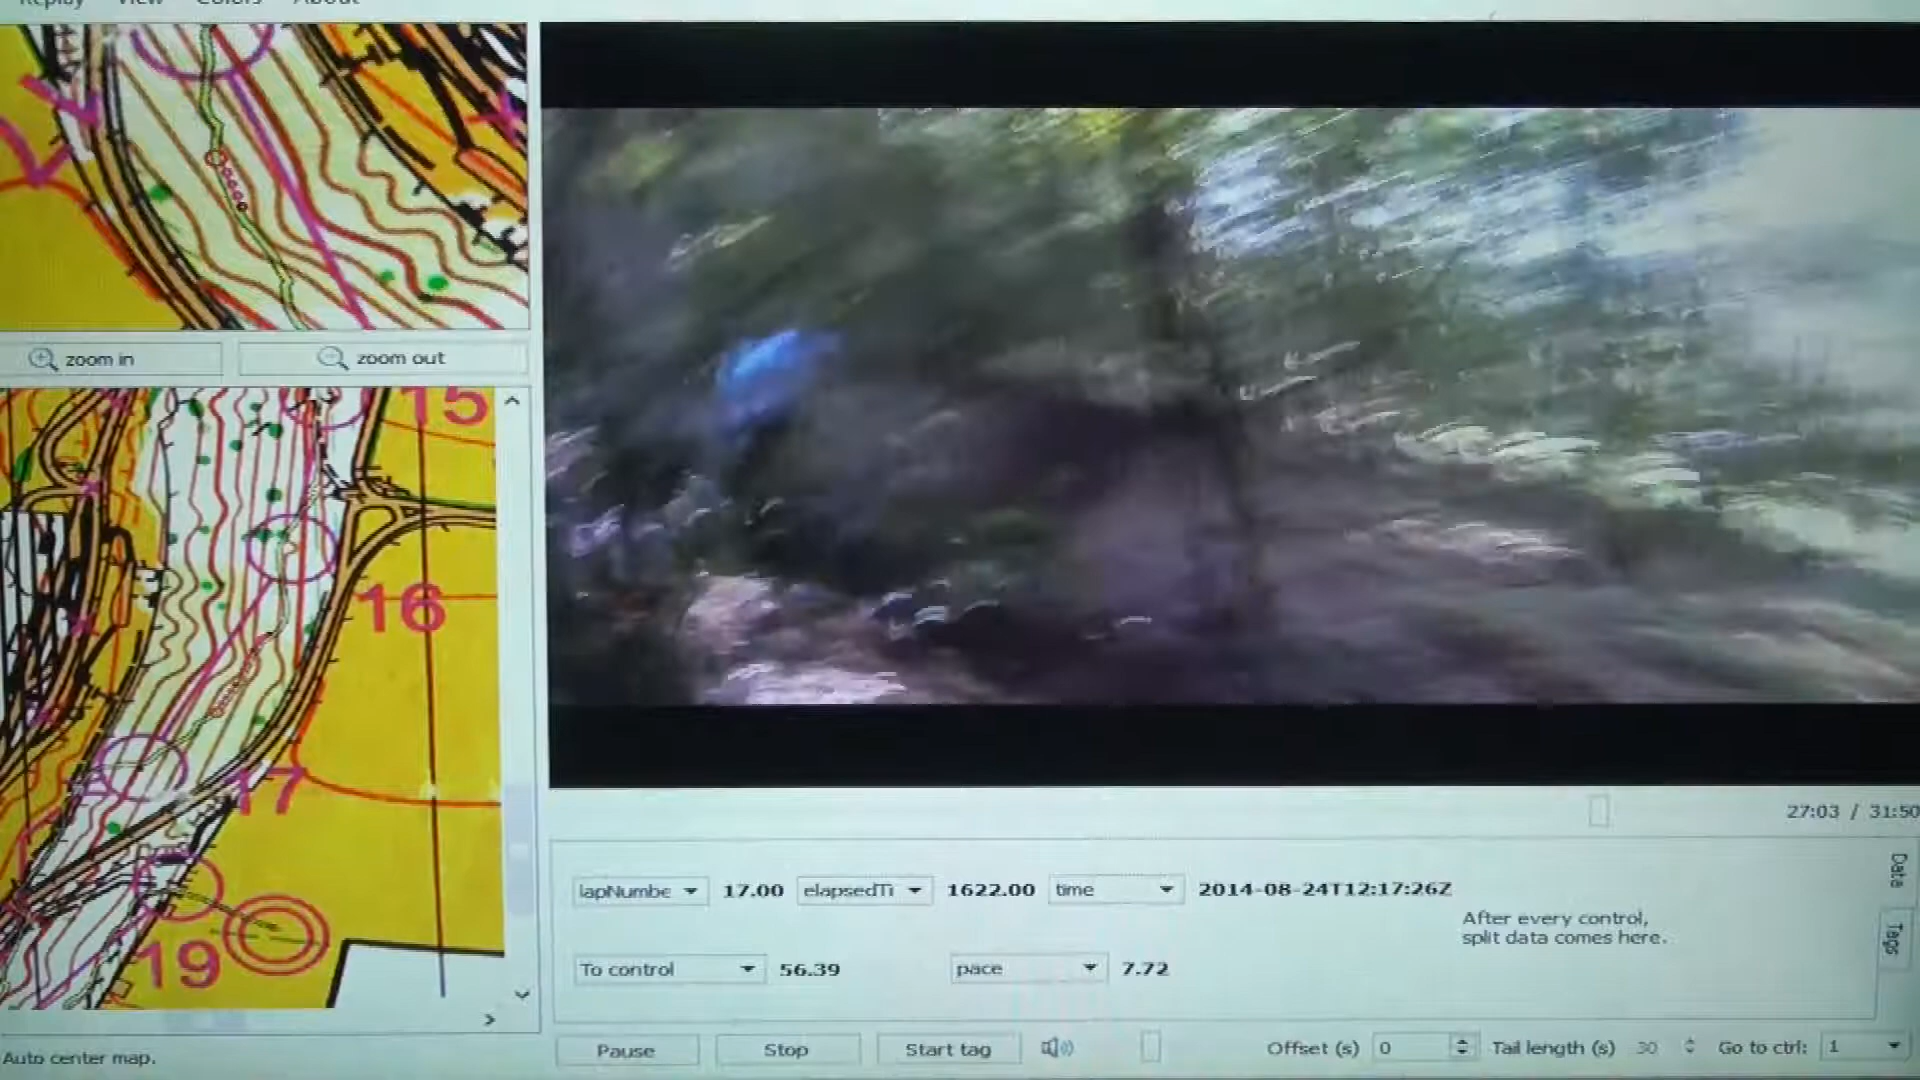 Replay View Colors About
zoom in zoom out
15
16
17
19
27:03 / 31:50
Data
Tags
lapNumbe 17.00 elapsedTi 1622.00 time 2014-08-24T12:17:26Z
After every control,
split data comes here.
To control 56.39 pace 7.72
Pause Stop Start tag Offset (s) 0 Tail length (s) 30 Go to ctrl: 1
Auto center map.